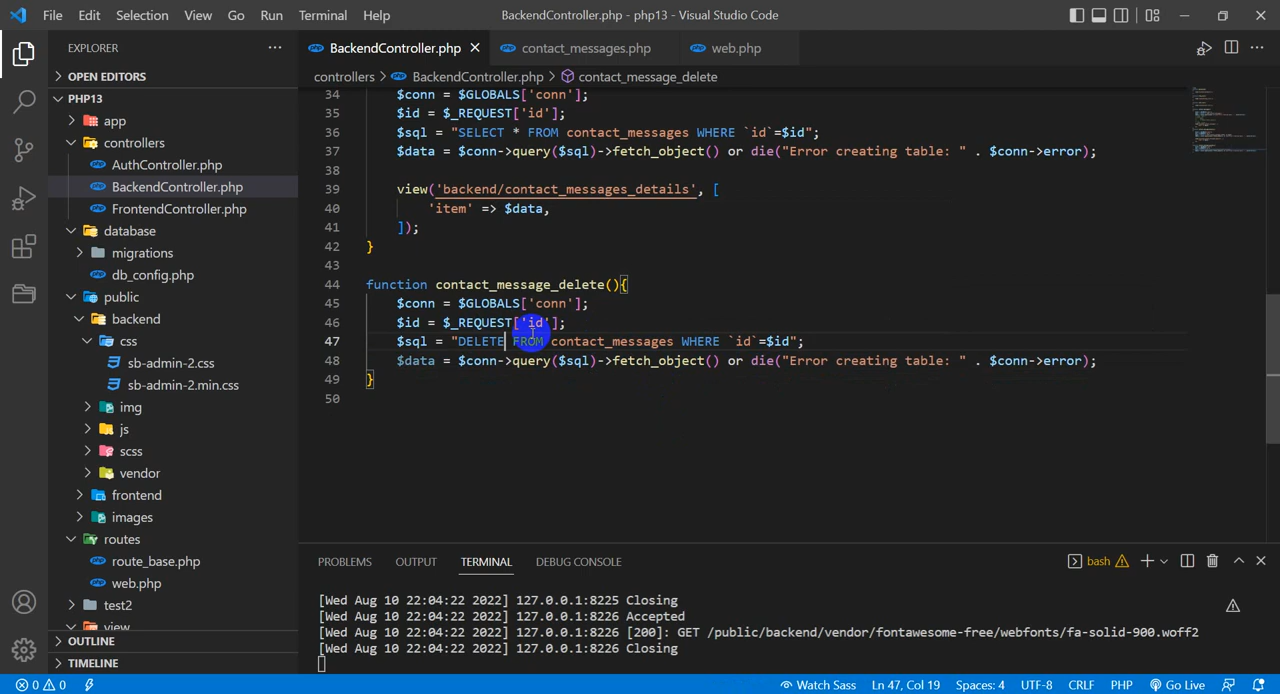 File Edit Selection View Go Run Terminal Help BackendController.php - php13 - Visual Studio Code
EXPLORER
OPEN EDITORS
PHP13
app
controllers
AuthController.php
BackendController.php
FrontendController.php
database
migrations
db_config.php
public
backend
css
sb-admin-2.css
sb-admin-2.min.css
img
js
scss
vendor
frontend
images
routes
route_base.php
web.php
test2
view
OUTLINE
TIMELINE
BackendController.php contact_messages.php web.php
controllers > BackendController.php > contact_message_delete
34 $conn = $GLOBALS['conn'];
35 $id = $_REQUEST['id'];
36 $sql = "SELECT * FROM contact_messages WHERE `id`=$id";
37 $data = $conn->query($sql)->fetch_object() or die("Error creating table: " . $conn->error);
38
39 view('backend/contact_messages_details', [
40 'item' => $data,
41 ]);
42 }
43
44 function contact_message_delete(){
45 $conn = $GLOBALS['conn'];
46 $id = $_REQUEST['id'];
47 $sql = "DELETE FROM contact_messages WHERE `id`=$id";
48 $data = $conn->query($sql)->fetch_object() or die("Error creating table: " . $conn->error);
49 }
50
PROBLEMS OUTPUT TERMINAL DEBUG CONSOLE bash
[Wed Aug 10 22:04:22 2022] 127.0.0.1:8225 Closing
[Wed Aug 10 22:04:22 2022] 127.0.0.1:8226 Accepted
[Wed Aug 10 22:04:22 2022] 127.0.0.1:8226 [200]: GET /public/backend/vendor/fontawesome-free/webfonts/fa-solid-900.woff2
[Wed Aug 10 22:04:22 2022] 127.0.0.1:8226 Closing
0 0 Watch Sass Ln 47, Col 19 Spaces: 4 UTF-8 CRLF PHP Go Live